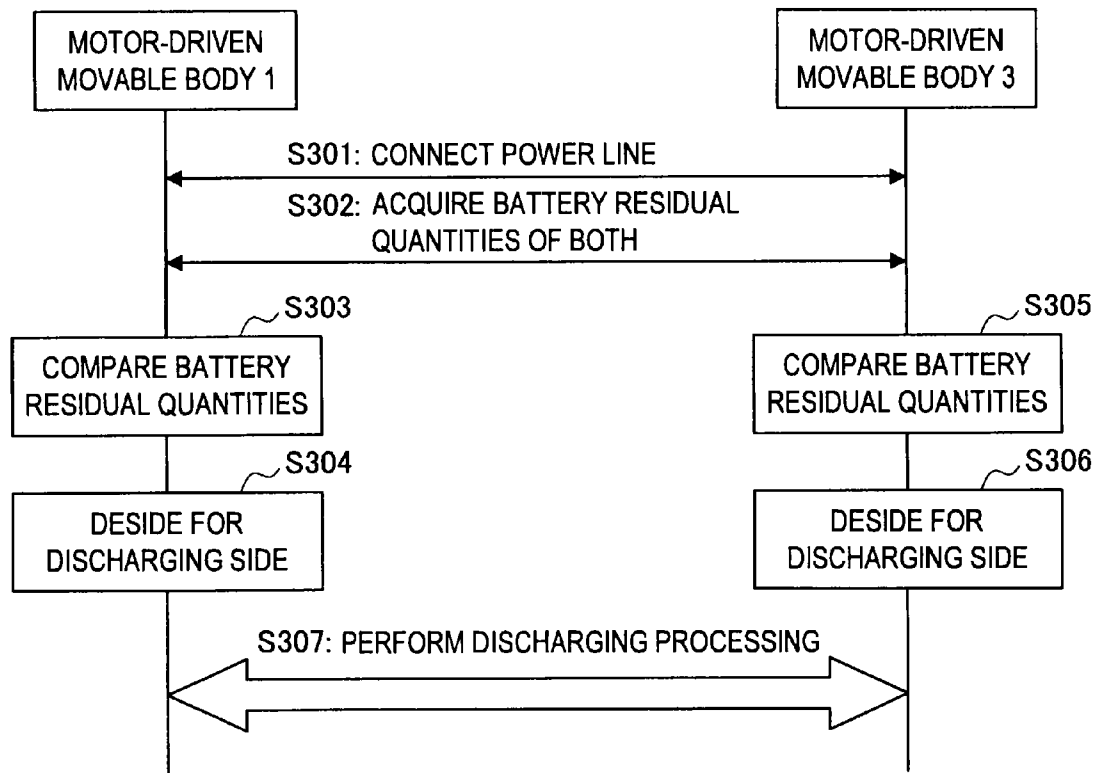 MOTOR-DRIVEN
MOVABLE BODY 1
MOTOR-DRIVEN
MOVABLE BODY 3
S301: CONNECT POWER LINE
S302: ACQUIRE BATTERY RESIDUAL
QUANTITIES OF BOTH
S303
COMPARE BATTERY
RESIDUAL QUANTITIES
S305
COMPARE BATTERY
RESIDUAL QUANTITIES
S304
DESIDE FOR
DISCHARGING SIDE
S306
DESIDE FOR
DISCHARGING SIDE
S307: PERFORM DISCHARGING PROCESSING